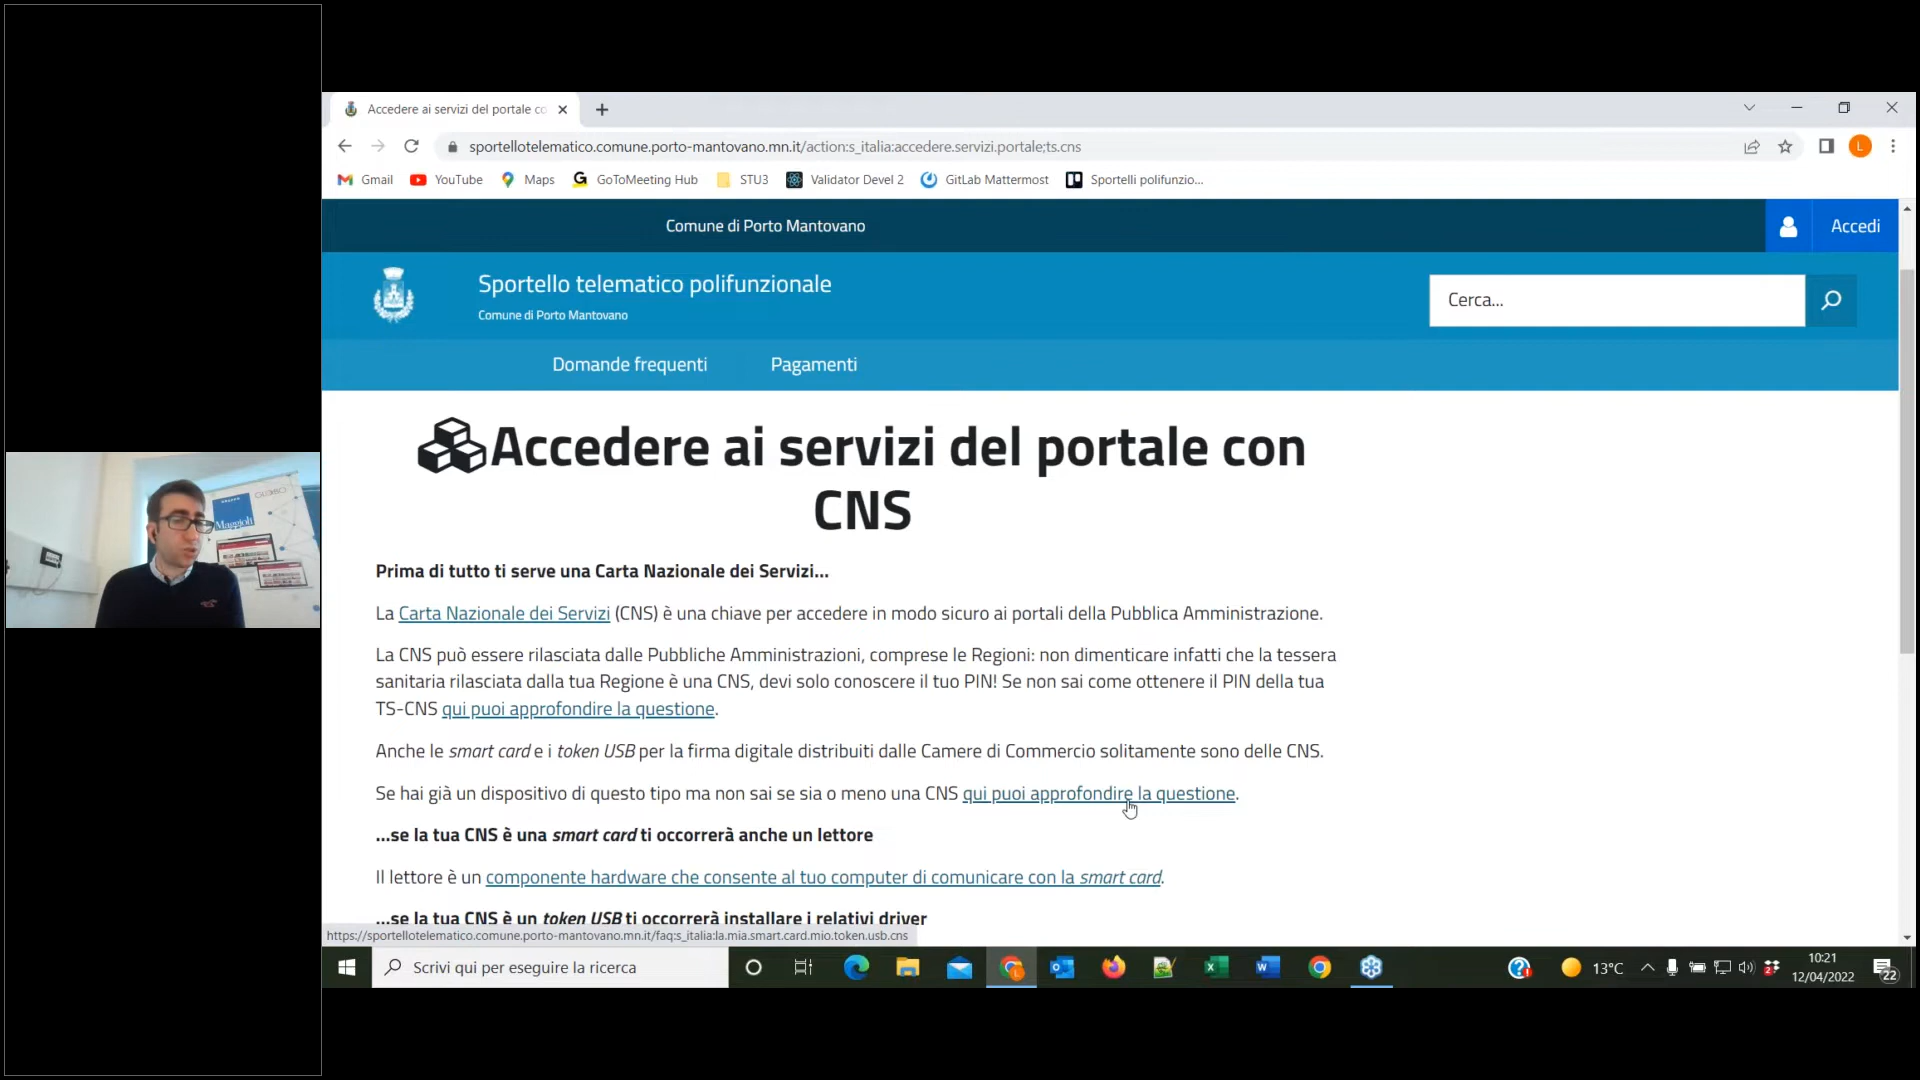 Accedere ai servizi del portale co
sportellotelematico.comune.porto-mantovano.mn.it/action:s_italia:accedere.servizi.portale;ts.cns
Gmail YouTube Maps GoToMeeting Hub STU3 Validator Devel 2 GitLab Mattermost Sportelli polifunzio...
L
Comune di Porto Mantovano
Accedi
Sportello telematico polifunzionale
Comune di Porto Mantovano
Cerca...
Domande frequenti Pagamenti
Accedere ai servizi del portale con
CNS
Prima di tutto ti serve una Carta Nazionale dei Servizi...
La Carta Nazionale dei Servizi (CNS) è una chiave per accedere in modo sicuro ai portali della Pubblica Amministrazione.
La CNS può essere rilasciata dalle Pubbliche Amministrazioni, comprese le Regioni: non dimenticare infatti che la tessera
sanitaria rilasciata dalla tua Regione è una CNS, devi solo conoscere il tuo PIN! Se non sai come ottenere il PIN della tua
TS-CNS qui puoi approfondire la questione.
Anche le smart card e i token USB per la firma digitale distribuiti dalle Camere di Commercio solitamente sono delle CNS.
Se hai già un dispositivo di questo tipo ma non sai se sia o meno una CNS qui puoi approfondire la questione.
...se la tua CNS è una smart card ti occorrerà anche un lettore
Il lettore è un componente hardware che consente al tuo computer di comunicare con la smart card.
...se la tua CNS è un token USB ti occorrerà installare i relativi driver
https://sportellotelematico.comune.porto-mantovano.mn.it/faq:s_italia:la.mia.smart.card.mio.token.usb.cns
Scrivi qui per eseguire la ricerca
13°C
10:21
12/04/2022
22
Maggioli